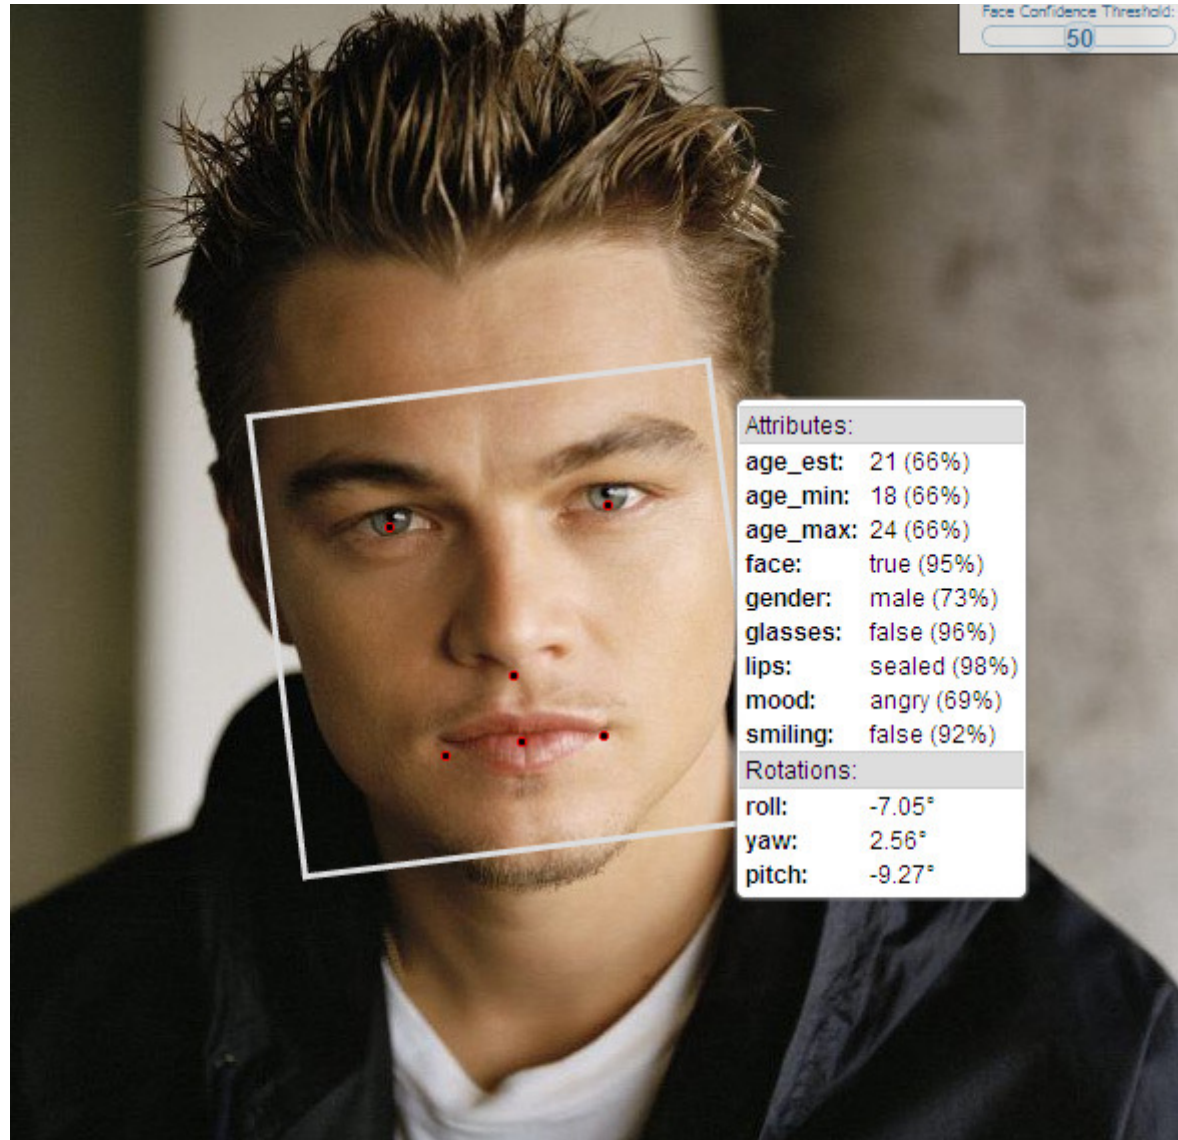 Face Confidence Threshold:
50
Attributes:
age_est: 21 (66%)
age_min: 18 (66%)
age_max: 24 (66%)
face: true (95%)
gender: male (73%)
glasses: false (96%)
lips: sealed (98%)
mood: angry (69%)
smiling: false (92%)
Rotations:
roll: -7.05°
yaw: 2.56°
pitch: -9.27°